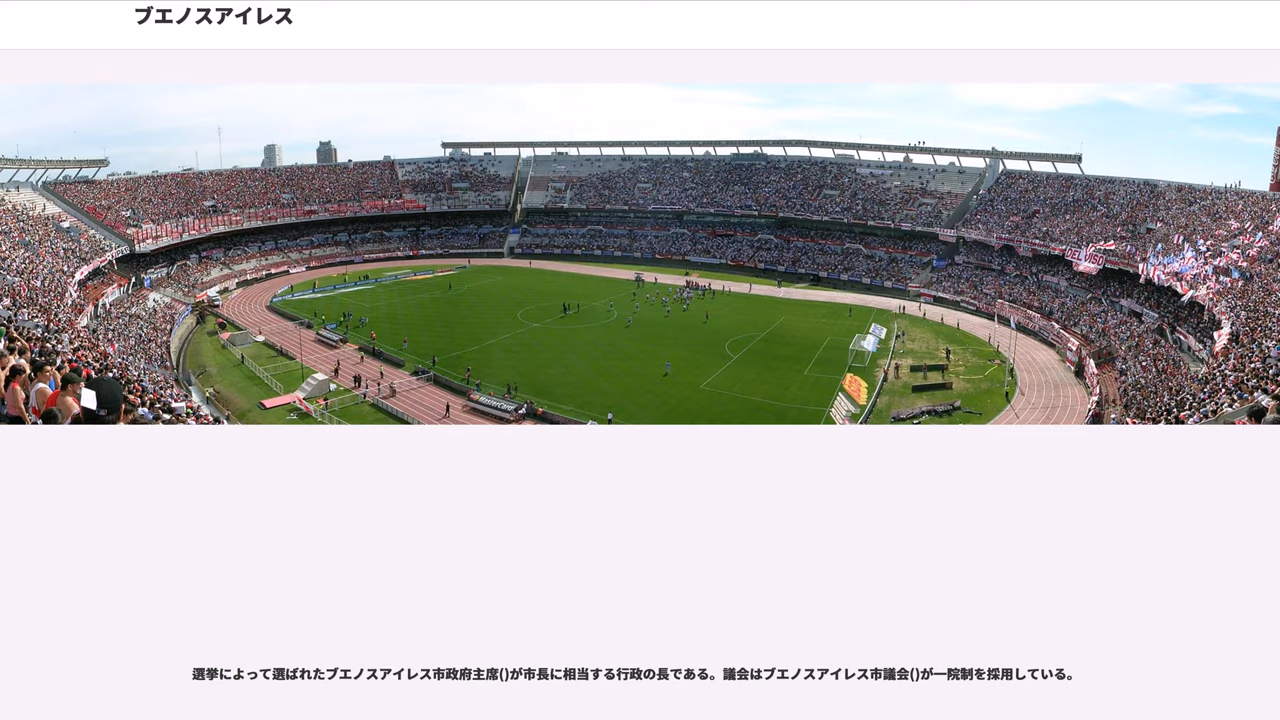 ブエノスアイレス
DEL VISO
MasterCard
選挙によって選ばれたブエノスアイレス市政府主席()が市長に相当する行政の長である。議会はブエノスアイレス市議会()が一院制を採用している。